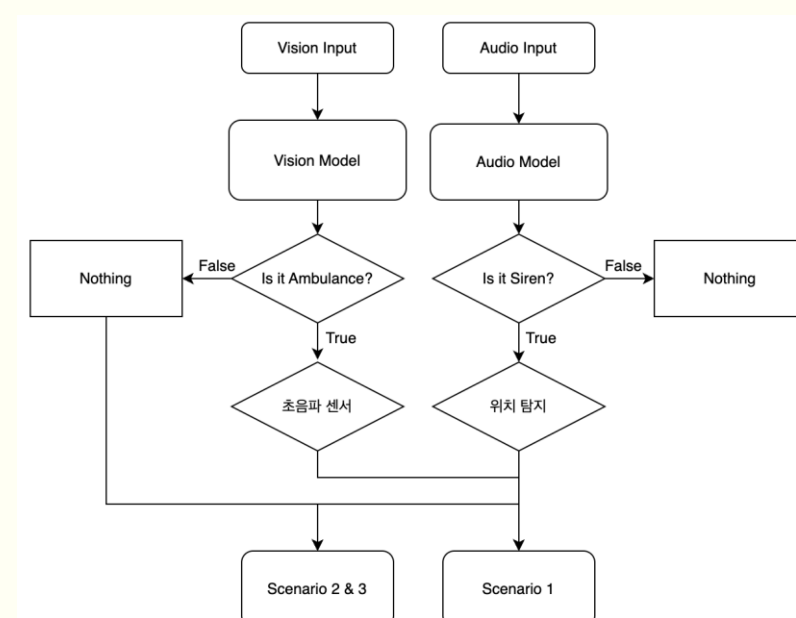 Vision Input
Audio Input
Vision Model
Audio Model
Nothing
False
Is it Ambulance?
Is it Siren?
False
Nothing
True
True
초음파 센서
위치 탐지
Scenario 2 & 3
Scenario 1